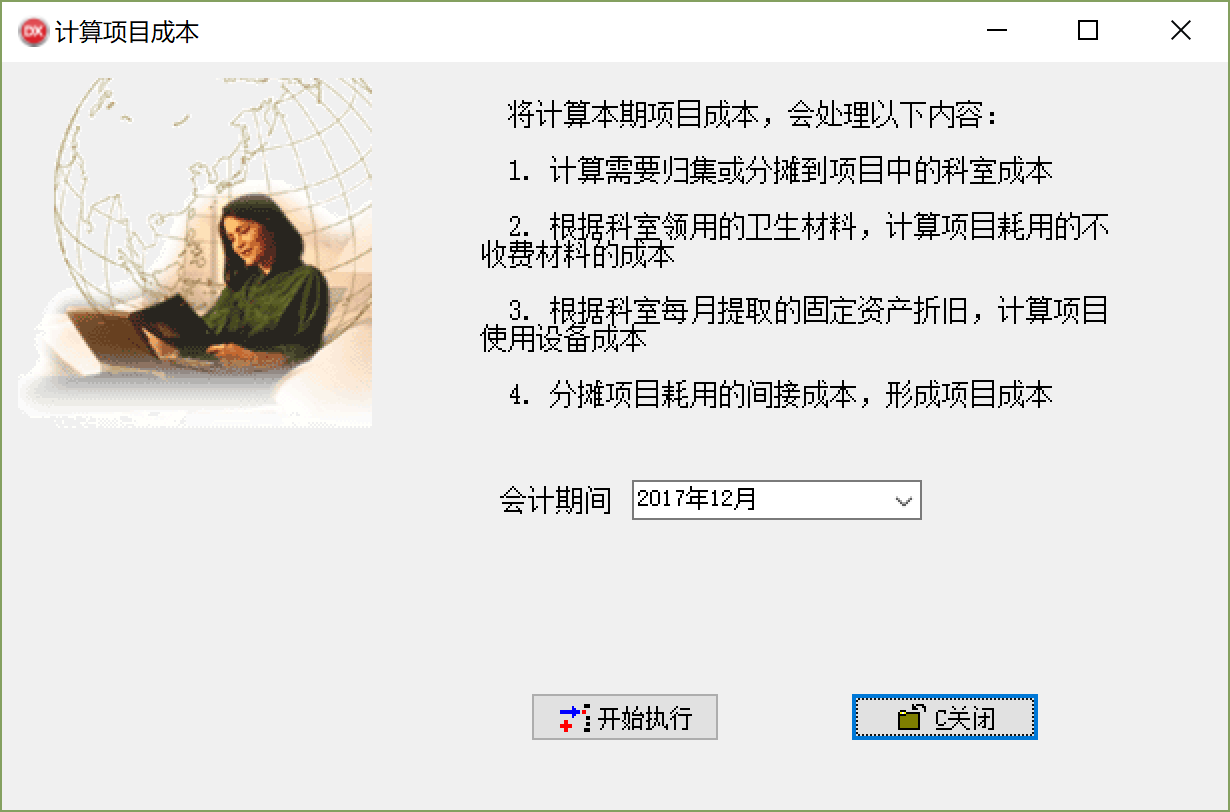 DX 计算项目成本
将计算本期项目成本，会处理以下内容：
1. 计算需要归集或分摊到项目中的科室成本
2. 根据科室领用的卫生材料，计算项目耗用的不
收费材料的成本
3. 根据科室每月提取的固定资产折旧，计算项目
使用设备成本
4. 分摊项目耗用的间接成本，形成项目成本
会计期间 2017年12月
开始执行 C关闭